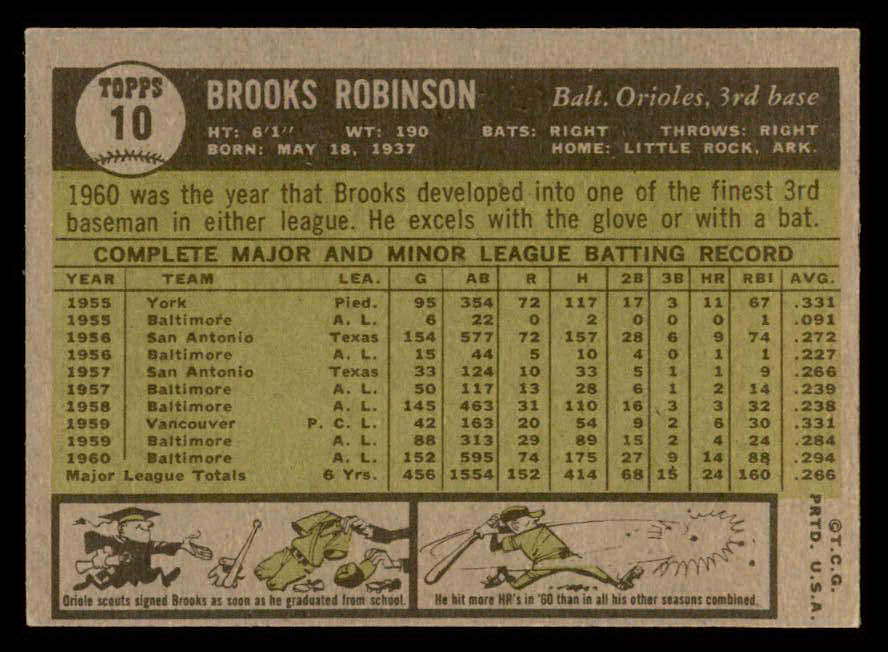 TOPPS
10
BROOKS ROBINSON Balt. Orioles, 3rd base
HT: 6'1" WT: 190 BATS: RIGHT THROWS: RIGHT
BORN: MAY 18, 1937 HOME: LITTLE ROCK, ARK.
1960 was the year that Brooks developed into one of the finest 3rd
baseman in either league. He excels with the glove or with a bat.
COMPLETE MAJOR AND MINOR LEAGUE BATTING RECORD
YEAR TEAM LEA. G AB R H 2B 3B HR RBI AVG.
1955 York Pied. 95 354 72 117 17 3 11 67 .331
1955 Baltimore A. L. 6 22 0 2 0 0 0 1 .091
1956 San Antonio Texas 154 577 72 157 28 6 9 74 .272
1956 Baltimore A. L. 15 44 5 10 4 0 1 1 .227
1957 San Antonio Texas 33 124 10 33 5 1 1 9 .266
1957 Baltimore A. L. 50 117 13 28 6 1 2 14 .239
1958 Baltimore A. L. 145 463 31 110 16 3 3 32 .238
1959 Vancouver P. C. L. 42 163 20 54 9 2 6 30 .331
1959 Baltimore A. L. 88 313 29 89 15 2 4 24 .284
1960 Baltimore A. L. 152 595 74 175 27 9 14 88 .294
Major League Totals 6 Yrs. 456 1554 152 414 68 15 24 160 .266
Oriole scouts signed Brooks as soon as he graduated from school.
He hit more HR's in '60 than in all his other seasons combined.
©T.C.G.
PRTD. U.S.A.